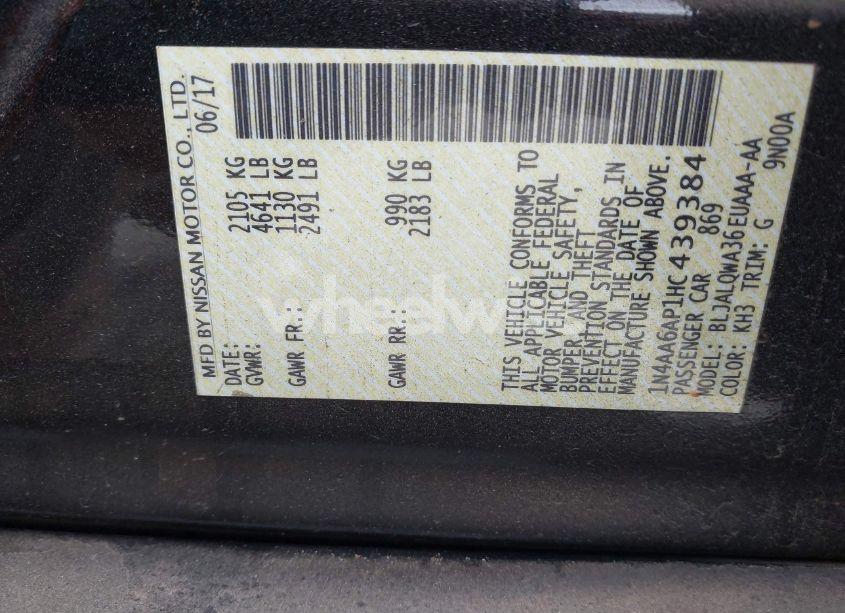 MFD BY NISSAN MOTOR CO., LTD.
DATE: 06/17
GVWR: 2105 KG
4641 LB
GAWR FR.: 1130 KG
2491 LB
GAWR RR.: 990 KG
2183 LB
THIS VEHICLE CONFORMS TO
ALL APPLICABLE FEDERAL
MOTOR VEHICLE SAFETY,
BUMPER AND THEFT
PREVENTION STANDARDS IN
EFFECT ON THE DATE OF
MANUFACTURE SHOWN ABOVE.
1N4AA6AP1HC439384
PASSENGER CAR 869
MODEL: BLJALQWA36EUAAA-AA
COLOR: KH3 TRIM: G 9N00A